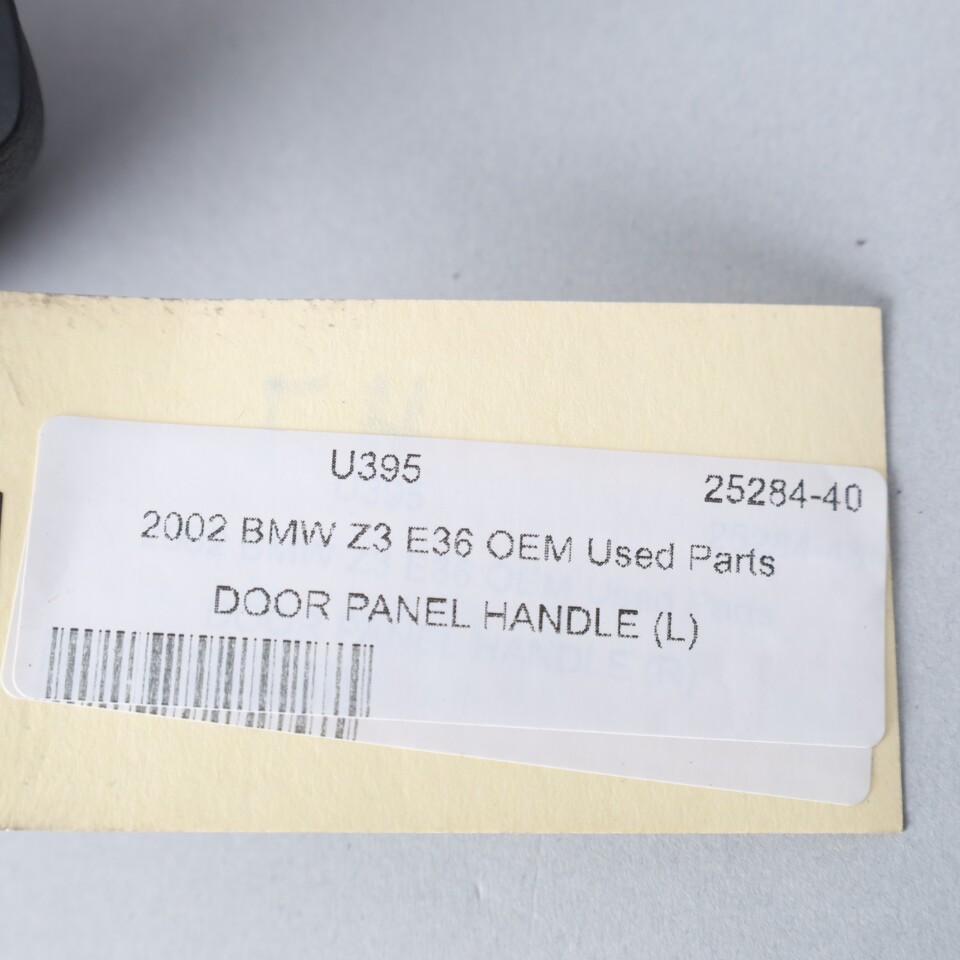 U395
25284-40
2002 BMW Z3 E36 OEM Used Parts
DOOR PANEL HANDLE (L)